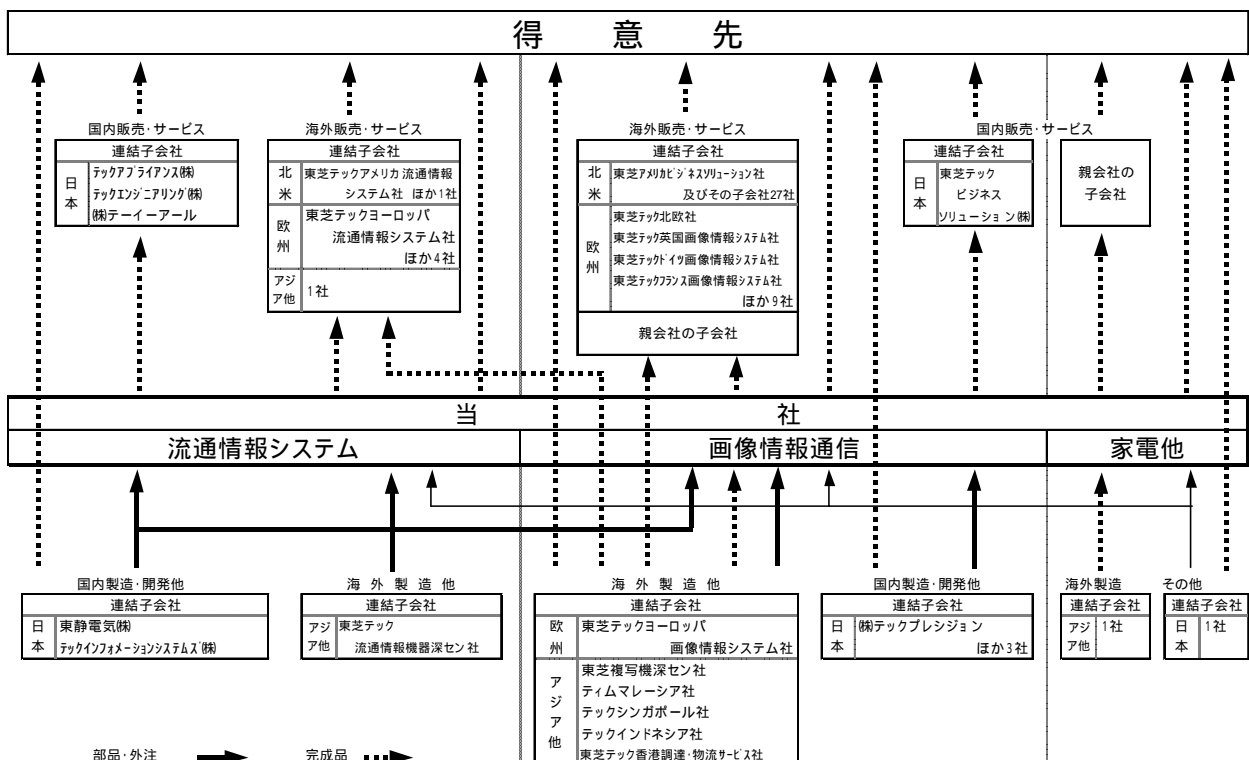 得意先
国内販売・サービス
連結子会社
日本
テックアプライアンス㈱
テックエンジニアリング㈱
㈱テーイーアール
海外販売・サービス
連結子会社
北米
東芝テックアメリカ流通情報
システム社 ほか1社
欧州
東芝テックヨーロッパ
流通情報システム社
ほか4社
アジア他
1社
海外販売・サービス
連結子会社
北米
東芝アメリカビジネスソリューション社
及びその子会社27社
欧州
東芝テック北欧社
東芝テック英国画像情報システム社
東芝テックドイツ画像情報システム社
東芝テックフランス画像情報システム社
ほか9社
親会社の子会社
国内販売・サービス
連結子会社
日本
東芝テック
ビジネス
ソリューション㈱
親会社の
子会社
当社
流通情報システム
画像情報通信
家電他
国内製造・開発他
連結子会社
日本
東静電気㈱
テックインフォメーションシステムズ㈱
海外製造他
連結子会社
アジア他
東芝テック
流通情報機器深セン社
海外製造他
連結子会社
欧州
東芝テックヨーロッパ
画像情報システム社
アジア他
東芝複写機深セン社
ティムマレーシア社
テックシンガポール社
テックインドネシア社
東芝テック香港調達・物流サービス社
国内製造・開発他
連結子会社
日本
㈱テックプレシジョン
ほか3社
海外製造
連結子会社
アジア他
1社
その他
連結子会社
日本
1社
部品・外注
完成品